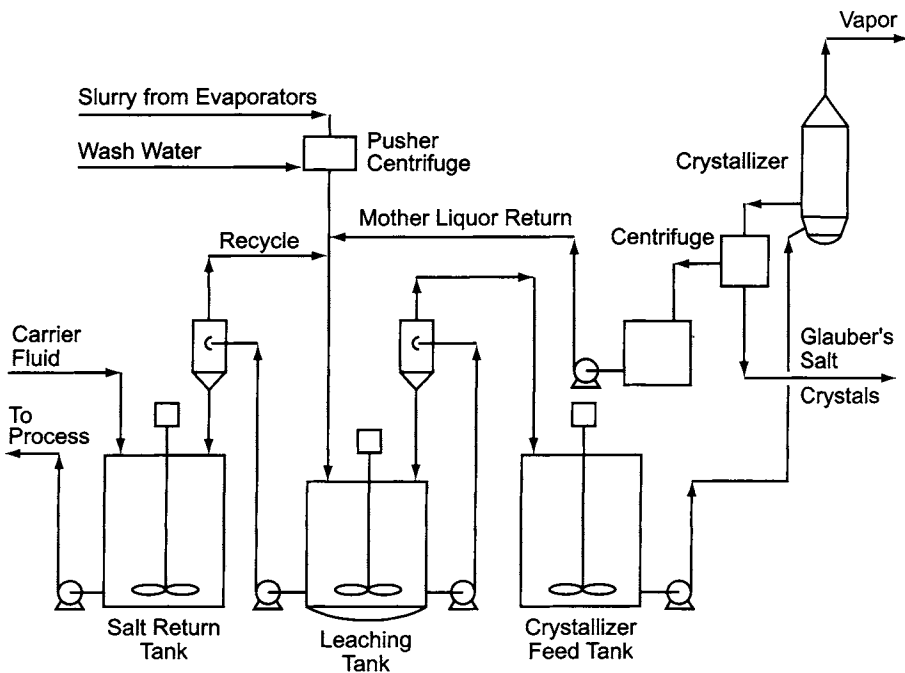 Vapor
Slurry from Evaporators
Wash Water
Pusher
Centrifuge
Crystallizer
Mother Liquor Return
Recycle
Centrifuge
Carrier
Fluid
Glauber's
Salt
Crystals
To
Process
Salt Return
Tank
Leaching
Tank
Crystallizer
Feed Tank